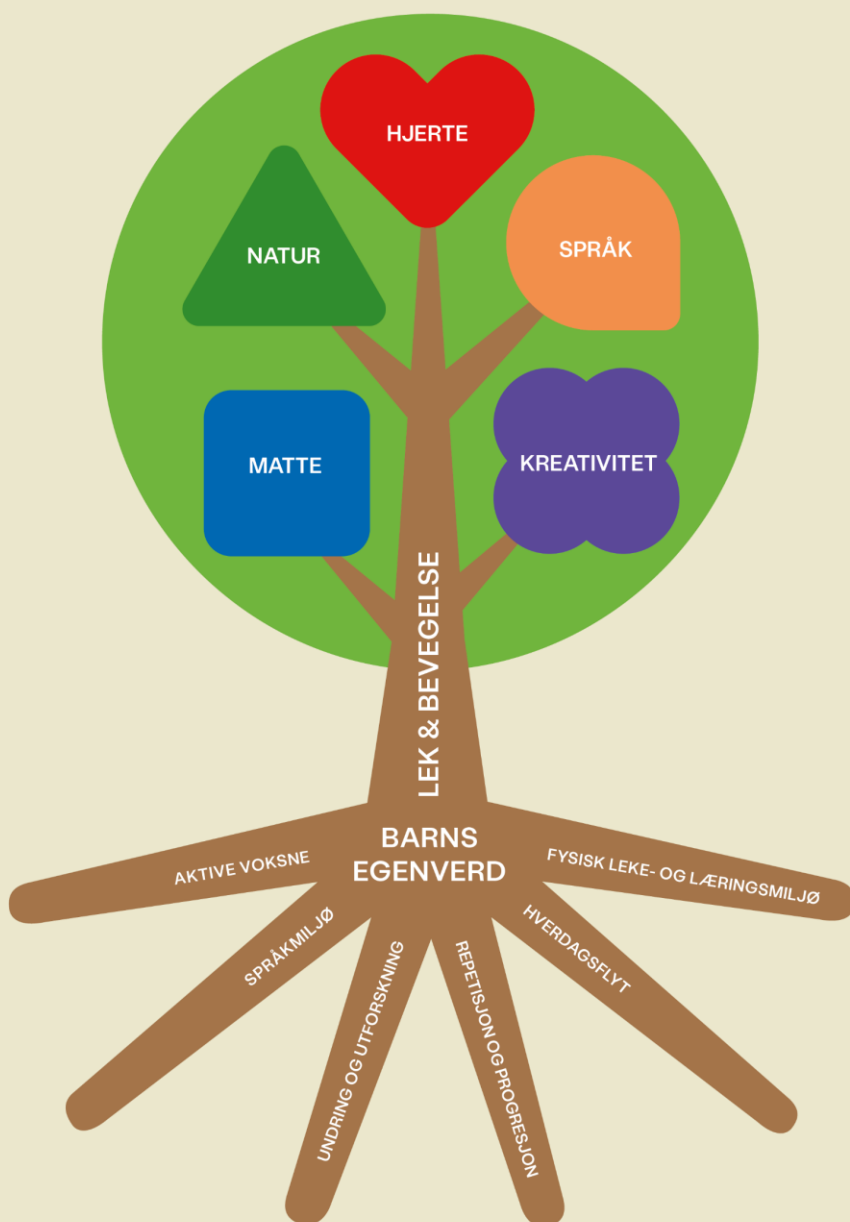 HJERTE
NATUR
SPRÅK
MATTE
KREATIVITET
LEK & BEVEGELSE
BARNS
EGENVERD
AKTIVE VOKSNE
SPRÅKMILJØ
UNDRING OG UTFORSKNING
REPETISJON OG PROGRESJON
HVERDAGSFLYT
FYSISK LEKE- OG LÆRINGSMILJØ